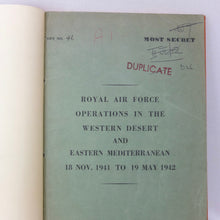 MOST SECRET
DUPLICATE
ROYAL AIR FORCE
OPERATIONS IN THE
WESTERN DESERT
AND
EASTERN MEDITERRANEAN
18 NOV. 1941 TO 19 MAY 1942